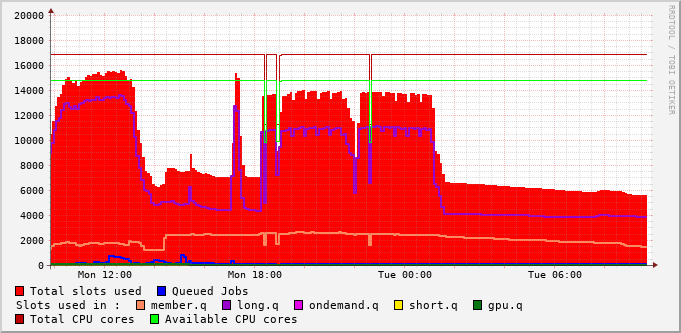 20000
18000
16000
14000
12000
10000
8000
6000
4000
2000
0
Mon 12:00 Mon 18:00 Tue 00:00 Tue 06:00
RRDTOOL / TOBI OETIKER
Total slots used Queued Jobs
Slots used in : member.q long.q ondemand.q short.q gpu.q
Total CPU cores Available CPU cores